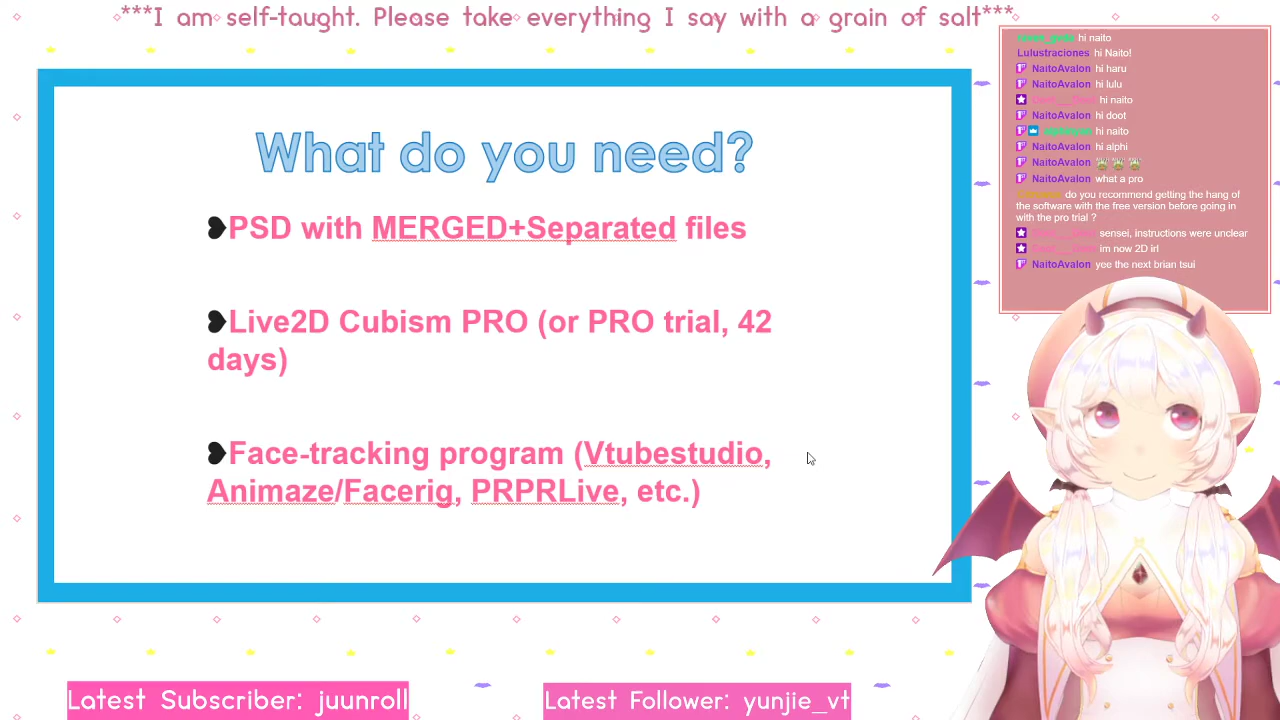 ***I am self-taught. Please take everything I say with a grain of salt***
What do you need?
❥PSD with MERGED+Separated files
❥Live2D Cubism PRO (or PRO trial, 42
days)
❥Face-tracking program (Vtubestudio,
Animaze/Facerig, PRPRLive, etc.)
hi naito
Lulustraciones hi Naito!
NaitoAvalon hi haru
NaitoAvalon hi lulu
hi naito
NaitoAvalon hi doot
hi naito
NaitoAvalon hi alphi
NaitoAvalon
NaitoAvalon what a pro
do you recommend getting the hang of
the software with the free version before going in
with the pro trial ?
sensei, instructions were unclear
im now 2D irl
NaitoAvalon yee the next brian tsui
Latest Subscriber: juunroll
Latest Follower: yunjie_vt